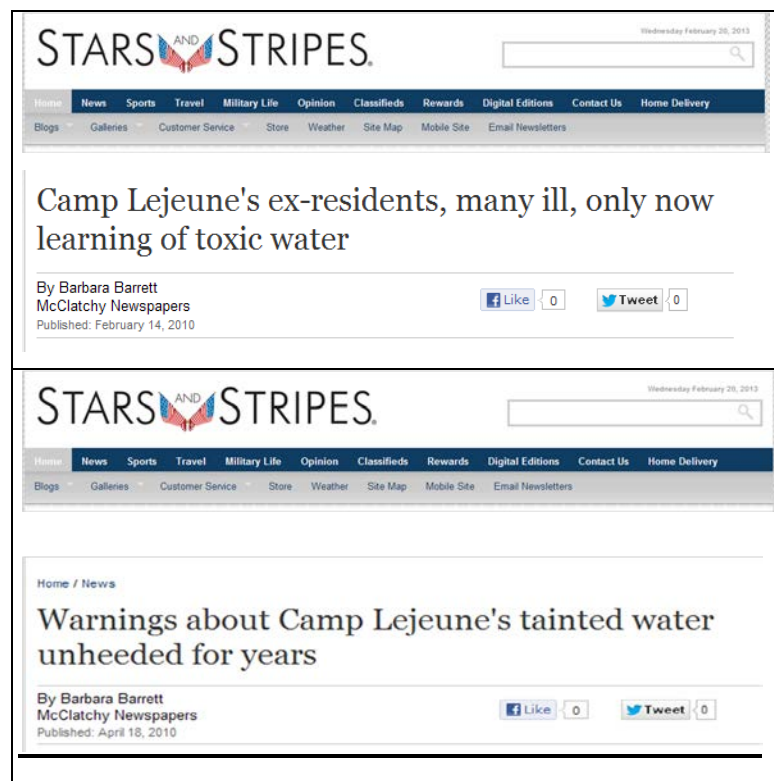 STARS AND STRIPES.
Wednesday February 20, 2013
Home News Sports Travel Military Life Opinion Classifieds Rewards Digital Editions Contact Us Home Delivery
Blogs Galleries Customer Service Store Weather Site Map Mobile Site Email Newsletters
Camp Lejeune's ex-residents, many ill, only now
learning of toxic water
By Barbara Barrett
McClatchy Newspapers
Published: February 14, 2010
Like 0 Tweet 0
STARS AND STRIPES.
Wednesday February 20, 2013
Home News Sports Travel Military Life Opinion Classifieds Rewards Digital Editions Contact Us Home Delivery
Blogs Galleries Customer Service Store Weather Site Map Mobile Site Email Newsletters
Home / News
Warnings about Camp Lejeune's tainted water
unheeded for years
By Barbara Barrett
McClatchy Newspapers
Published: April 18, 2010
Like 0 Tweet 0